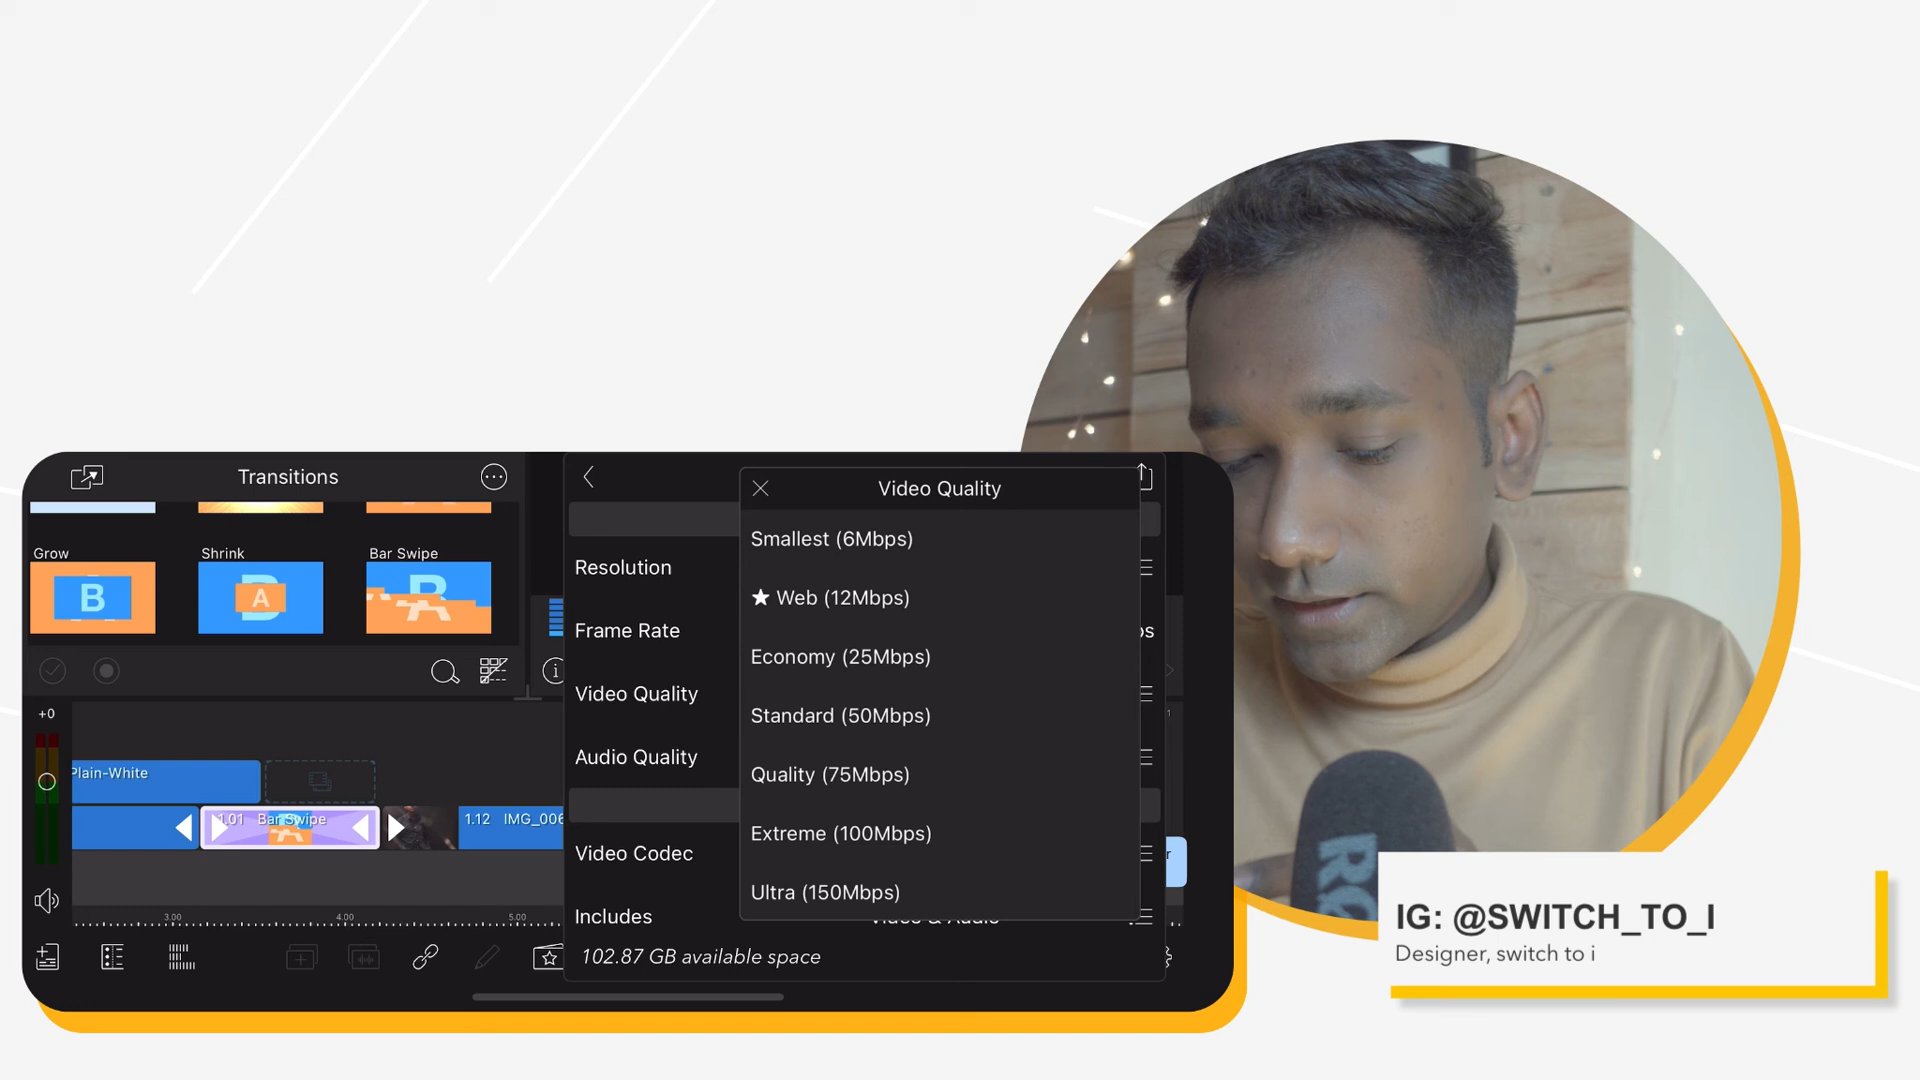 Transitions
Grow
Shrink
Bar Swipe
B
B
A
B
A
+0
Plain-White
1.01 Bar Swipe
1.12 IMG_006
3.00
4.00
5.00
Resolution
Frame Rate
Video Quality
Audio Quality
Video Codec
Includes
102.87 GB available space
Video Quality
Smallest (6Mbps)
★ Web (12Mbps)
Economy (25Mbps)
Standard (50Mbps)
Quality (75Mbps)
Extreme (100Mbps)
Ultra (150Mbps)
Video & Audio
IG: @SWITCH_TO_I
Designer, switch to i